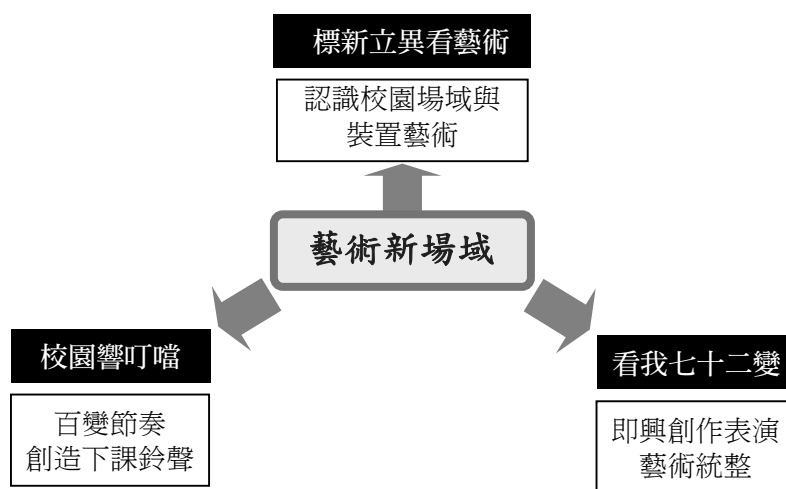 標新立異看藝術
認識校園場域與
裝置藝術
藝術新場域
校園響叮噹
百變節奏
創造下課鈴聲
看我七十二變
即興創作表演
藝術統整